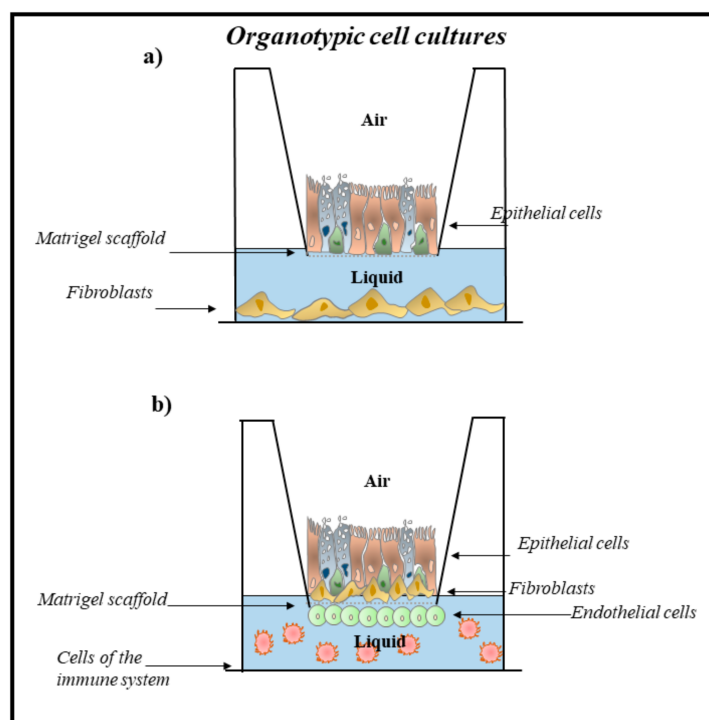 Organotypic cell cultures
a)
Air
Epithelial cells
Matrigel scaffold
Liquid
Fibroblasts
b)
Air
Epithelial cells
Fibroblasts
Matrigel scaffold
Endothelial cells
Liquid
Cells of the
immune system